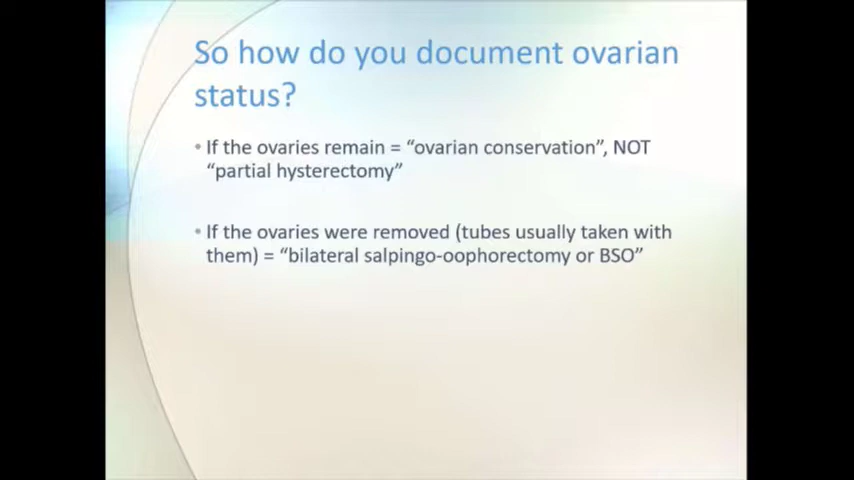 So how do you document ovarian
status?
• If the ovaries remain = “ovarian conservation”, NOT
“partial hysterectomy”
• If the ovaries were removed (tubes usually taken with
them) = “bilateral salpingo-oophorectomy or BSO”